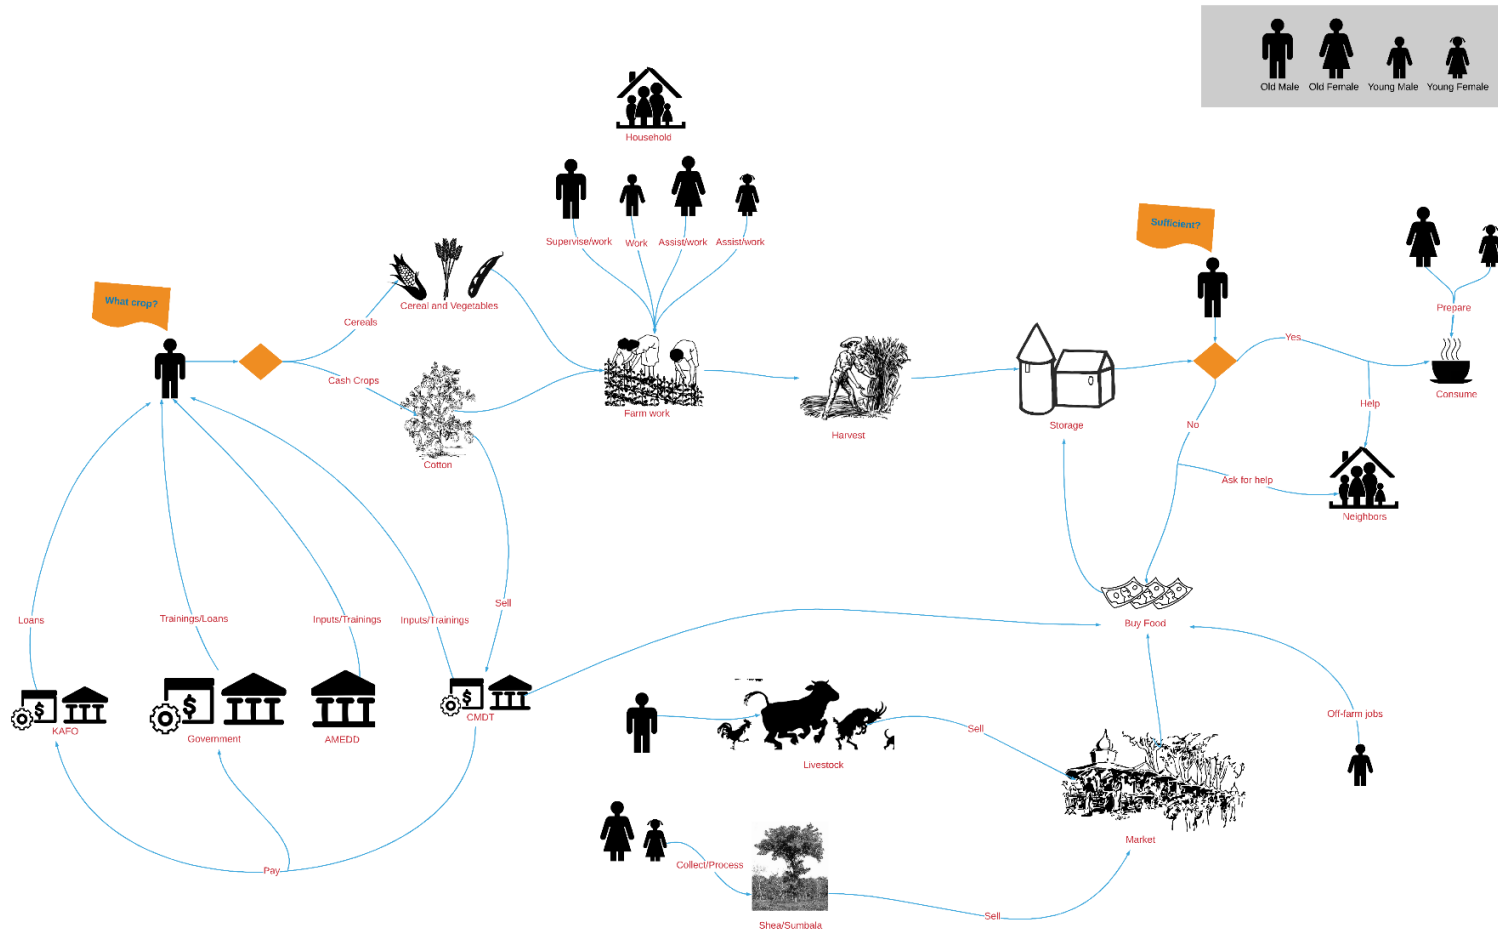 Old Male
Old Female
Young Male
Young Female
Household
Supervise/work
Work
Assist/work
Assist/work
Sufficient?
What crop?
Cereals
Cereal and Vegetables
Cash Crops
Cotton
Farm work
Harvest
Storage
Yes
No
Prepare
Consume
Help
Ask for help
Neighbors
Loans
Trainings/Loans
Inputs/Trainings
Inputs/Trainings
Sell
Buy Food
KAFO
Government
AMEDD
CMDT
Pay
Livestock
Sell
Off-farm jobs
Market
Collect/Process
Shea/Sumbala
Sell